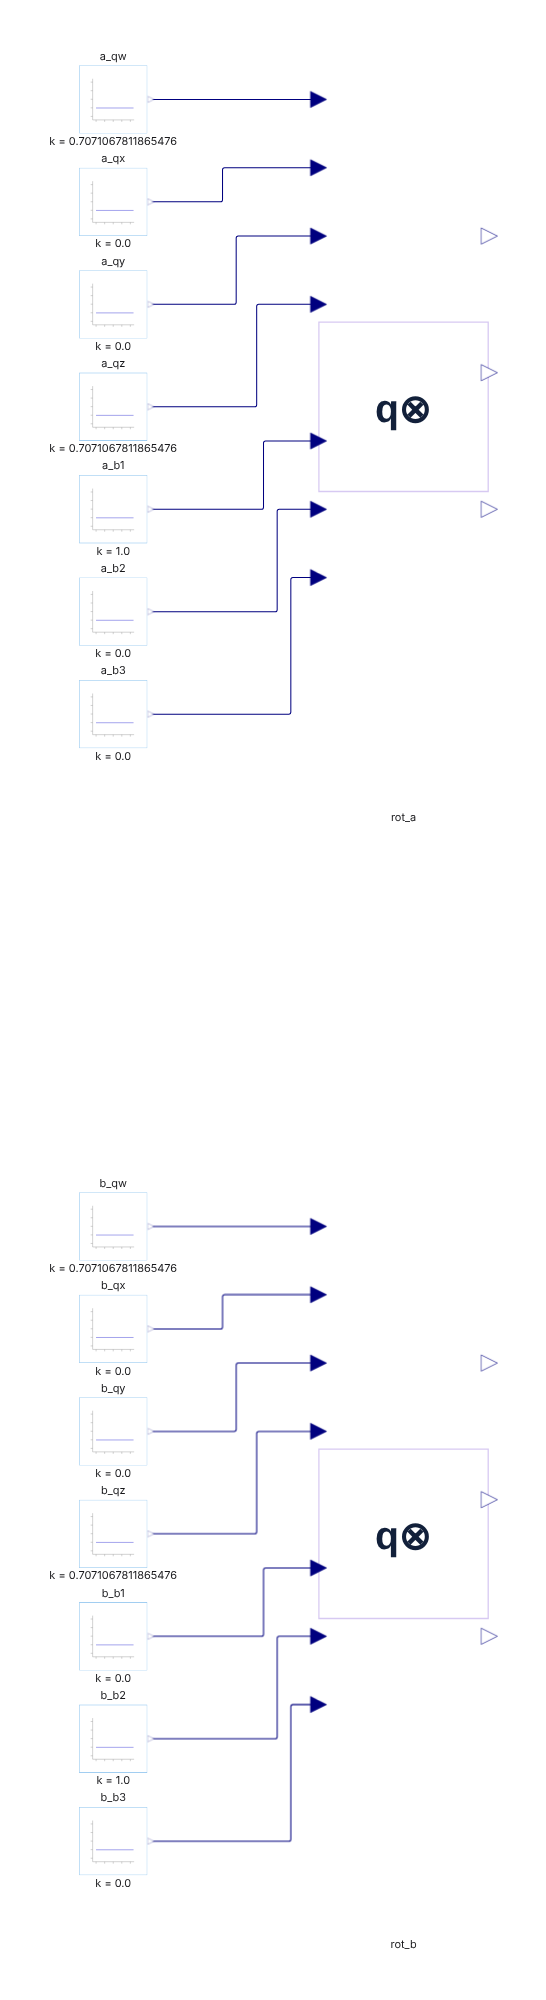 a_qw
k = 0.7071067811865476
a_qx
k = 0.0
a_qy
k = 0.0
a_qz
k = 0.7071067811865476
a_b1
k = 1.0
a_b2
k = 0.0
a_b3
k = 0.0
q⊗
rot_a
b_qw
k = 0.7071067811865476
b_qx
k = 0.0
b_qy
k = 0.0
b_qz
k = 0.7071067811865476
b_b1
k = 0.0
b_b2
k = 1.0
b_b3
k = 0.0
q⊗
rot_b